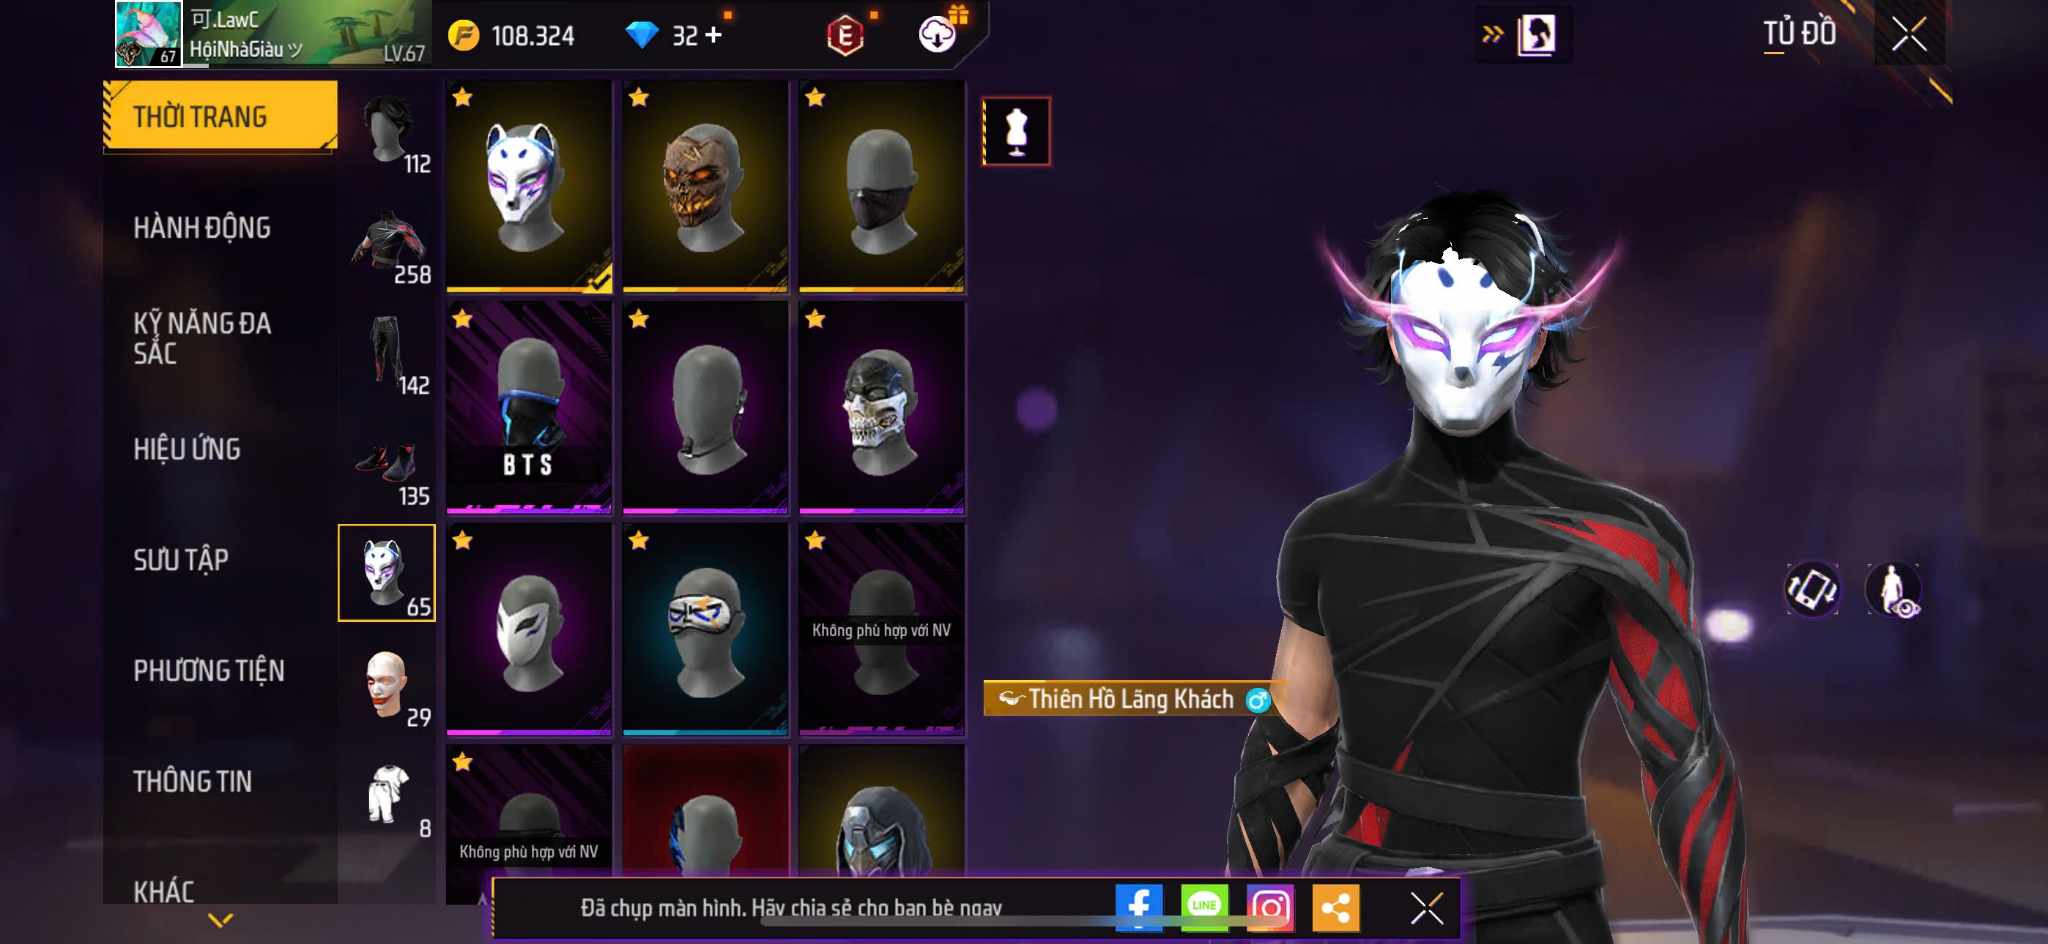 可.LawC
HộiNhàGiàu ツ
67
LV.67
108.324
32 +
E
TỦ ĐỒ
THỜI TRANG
HÀNH ĐỘNG
KỸ NĂNG ĐA
SẮC
HIỆU ỨNG
SƯU TẬP
PHƯƠNG TIỆN
THÔNG TIN
KHÁC
112
258
142
135
65
29
8
BTS
Không phù hợp với NV
Không phù hợp với NV
Thiên Hồ Lãng Khách
Đã chụp màn hình. Hãy chia sẻ cho bạn bè ngay
LINE